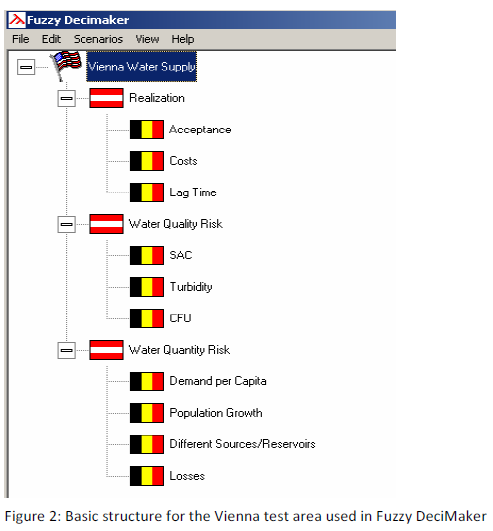 Fuzzy Decimaker
File Edit Scenarios View Help
Vienna Water Supply
Realization
Acceptance
Costs
Lag Time
Water Quality Risk
SAC
Turbidity
CFU
Water Quantity Risk
Demand per Capita
Population Growth
Different Sources/Reservoirs
Losses
Figure 2: Basic structure for the Vienna test area used in Fuzzy DeciMaker